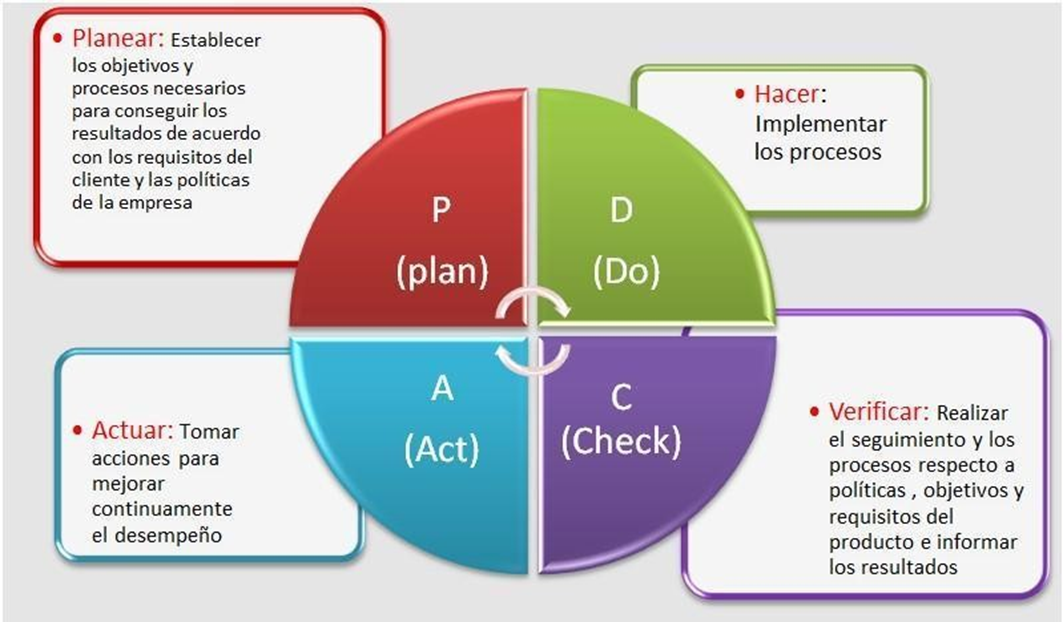 • Planear: Establecer
los objetivos y
procesos necesarios
para conseguir los
resultados de acuerdo
con los requisitos del
cliente y las políticas
de la empresa
• Hacer:
Implementar
los procesos
P
(plan)
D
(Do)
A
(Act)
C
(Check)
• Actuar: Tomar
acciones para
mejorar
continuamente
el desempeño
• Verificar: Realizar
el seguimiento y los
procesos respecto a
políticas , objetivos y
requisitos del
producto e informar
los resultados